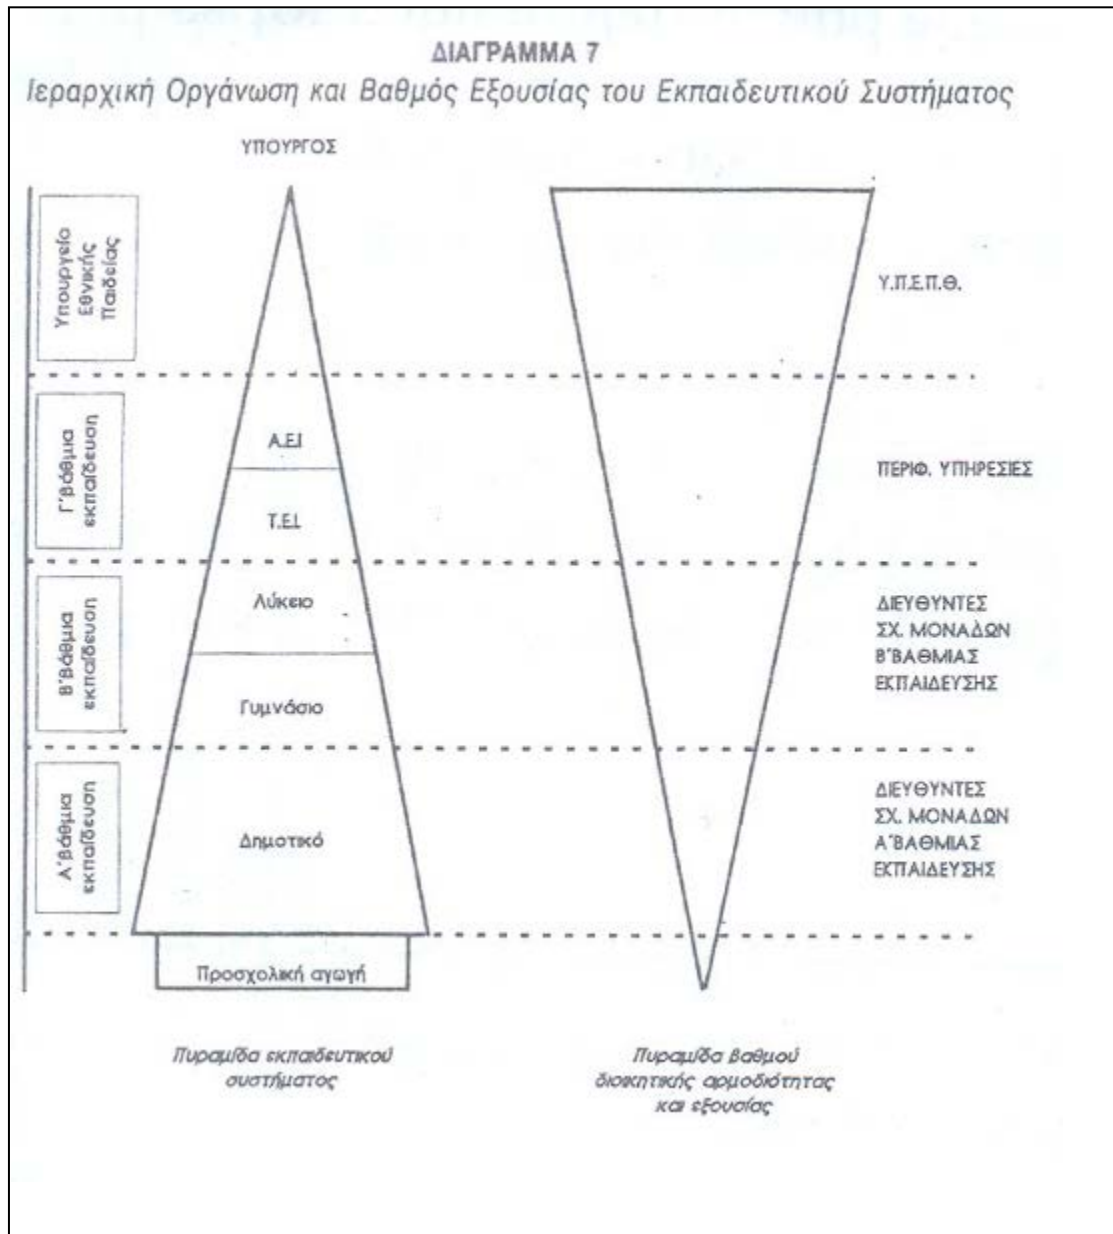 ΔΙΑΓΡΑΜΜΑ 7
Ιεραρχική Οργάνωση και Βαθμός Εξουσίας του Εκπαιδευτικού Συστήματος
ΥΠΟΥΡΓΟΣ
Υπουργείο
Εθνικής
Παιδείας
Υ.Π.Ε.Π.Θ.
Γ΄βάθμια
εκπαίδευση
Α.Ε.Ι
Τ.Ε.Ι.
ΠΕΡΙΦ. ΥΠΗΡΕΣΙΕΣ
Β΄βάθμια
εκπαίδευση
Λύκειο
Γυμνάσιο
ΔΙΕΥΘΥΝΤΕΣ
ΣΧ. ΜΟΝΑΔΩΝ
Β΄ΒΑΘΜΙΑΣ
ΕΚΠΑΙΔΕΥΣΗΣ
Α΄βάθμια
εκπαίδευση
Δημοτικό
ΔΙΕΥΘΥΝΤΕΣ
ΣΧ. ΜΟΝΑΔΩΝ
Α΄ΒΑΘΜΙΑΣ
ΕΚΠΑΙΔΕΥΣΗΣ
Προσχολική αγωγή
Πυραμίδα εκπαιδευτικού
συστήματος
Πυραμίδα βαθμού
διοικητικής αρμοδιότητας
και εξουσίας